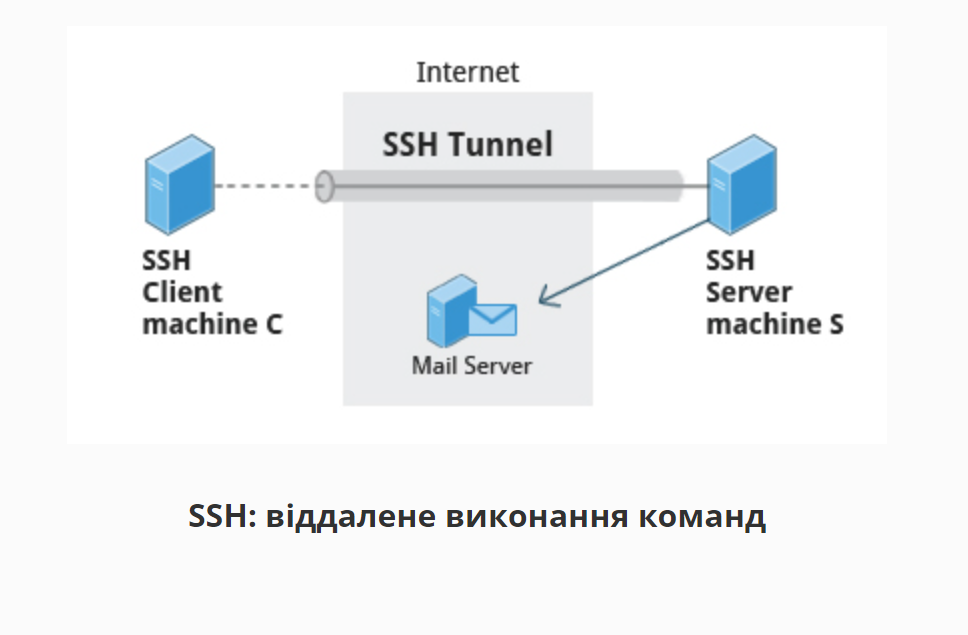 Internet
SSH Tunnel
SSH
Client
machine C
SSH
Server
machine S
Mail Server
SSH: віддалене виконання команд